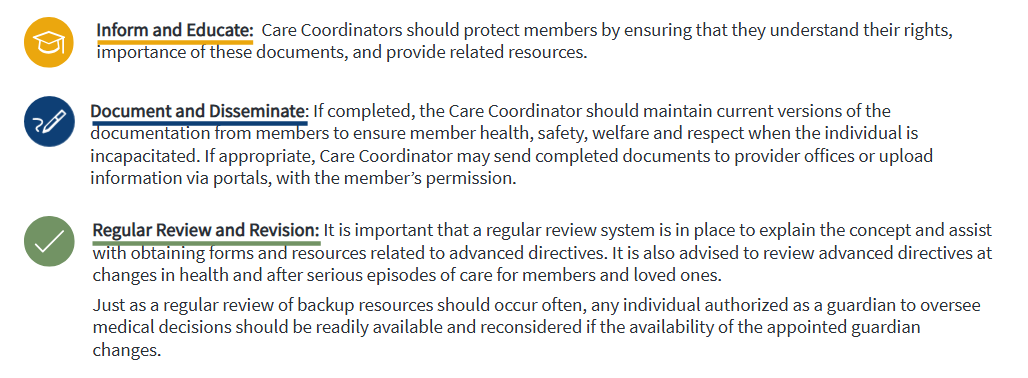 Inform and Educate: Care Coordinators should protect members by ensuring that they understand their rights,
importance of these documents, and provide related resources.
Document and Disseminate: If completed, the Care Coordinator should maintain current versions of the
documentation from members to ensure member health, safety, welfare and respect when the individual is
incapacitated. If appropriate, Care Coordinator may send completed documents to provider offices or upload
information via portals, with the member’s permission.
Regular Review and Revision: It is important that a regular review system is in place to explain the concept and assist
with obtaining forms and resources related to advanced directives. It is also advised to review advanced directives at
changes in health and after serious episodes of care for members and loved ones.
Just as a regular review of backup resources should occur often, any individual authorized as a guardian to oversee
medical decisions should be readily available and reconsidered if the availability of the appointed guardian
changes.